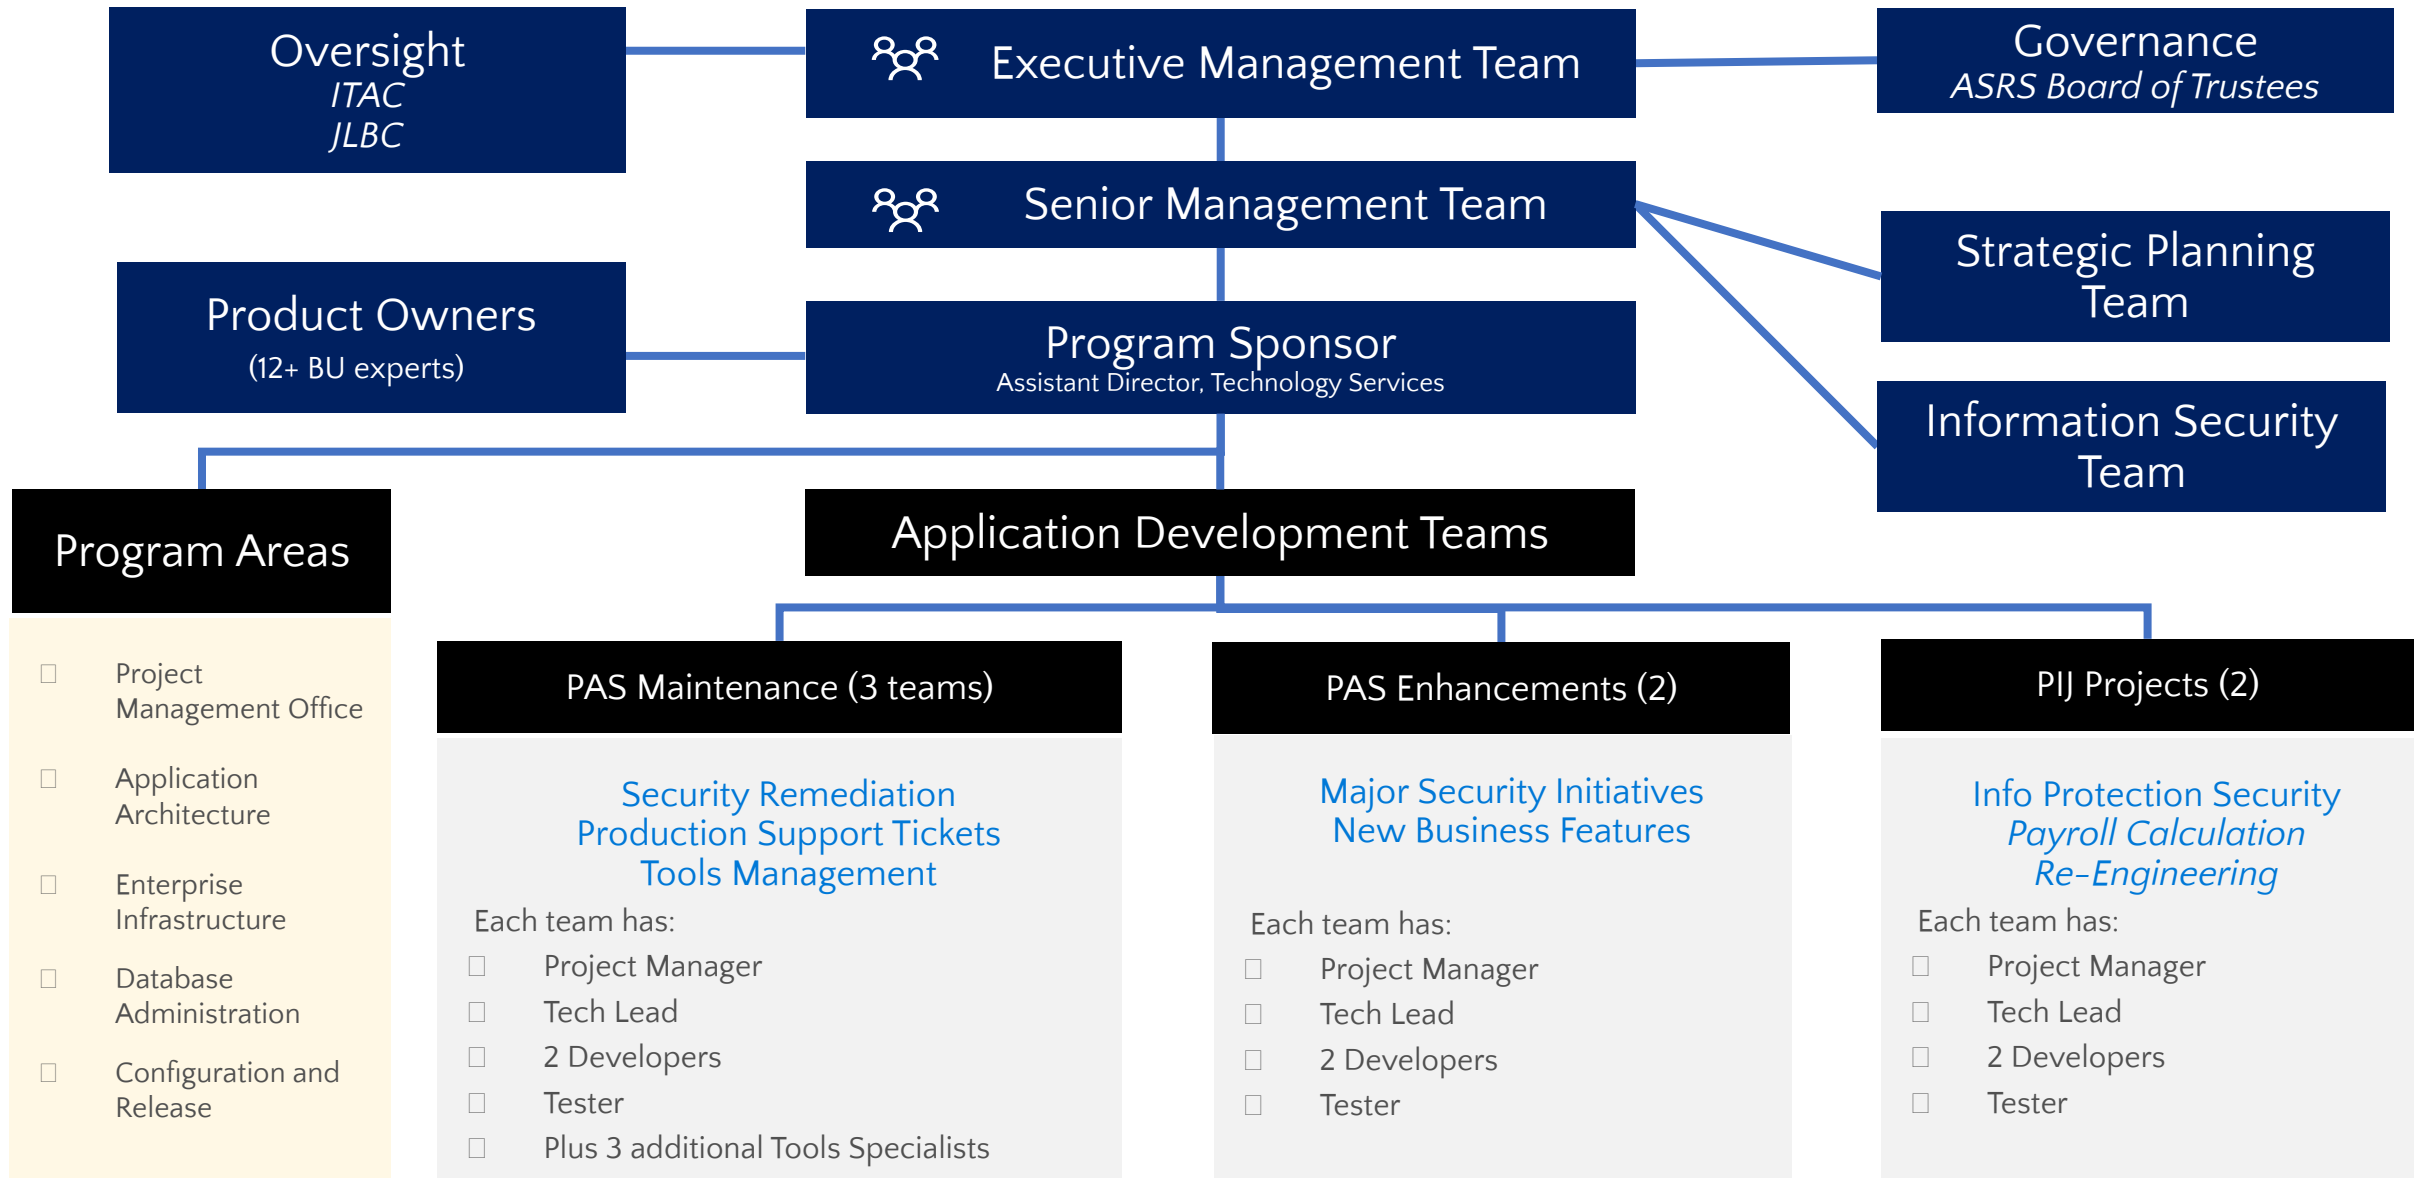 Oversight
ITAC
JLBC
Executive Management Team
Governance
ASRS Board of Trustees
Senior Management Team
Strategic Planning
Team
Product Owners
(12+ BU experts)
Program Sponsor
Assistant Director, Technology Services
Information Security
Team
Program Areas
Project
Management Office
Application
Architecture
Enterprise
Infrastructure
Database
Administration
Configuration and
Release
Application Development Teams
PAS Maintenance (3 teams)
Security Remediation
Production Support Tickets
Tools Management
Each team has:
Project Manager
Tech Lead
2 Developers
Tester
Plus 3 additional Tools Specialists
PAS Enhancements (2)
Major Security Initiatives
New Business Features
Each team has:
Project Manager
Tech Lead
2 Developers
Tester
PIJ Projects (2)
Info Protection Security
Payroll Calculation
Re-Engineering
Each team has:
Project Manager
Tech Lead
2 Developers
Tester